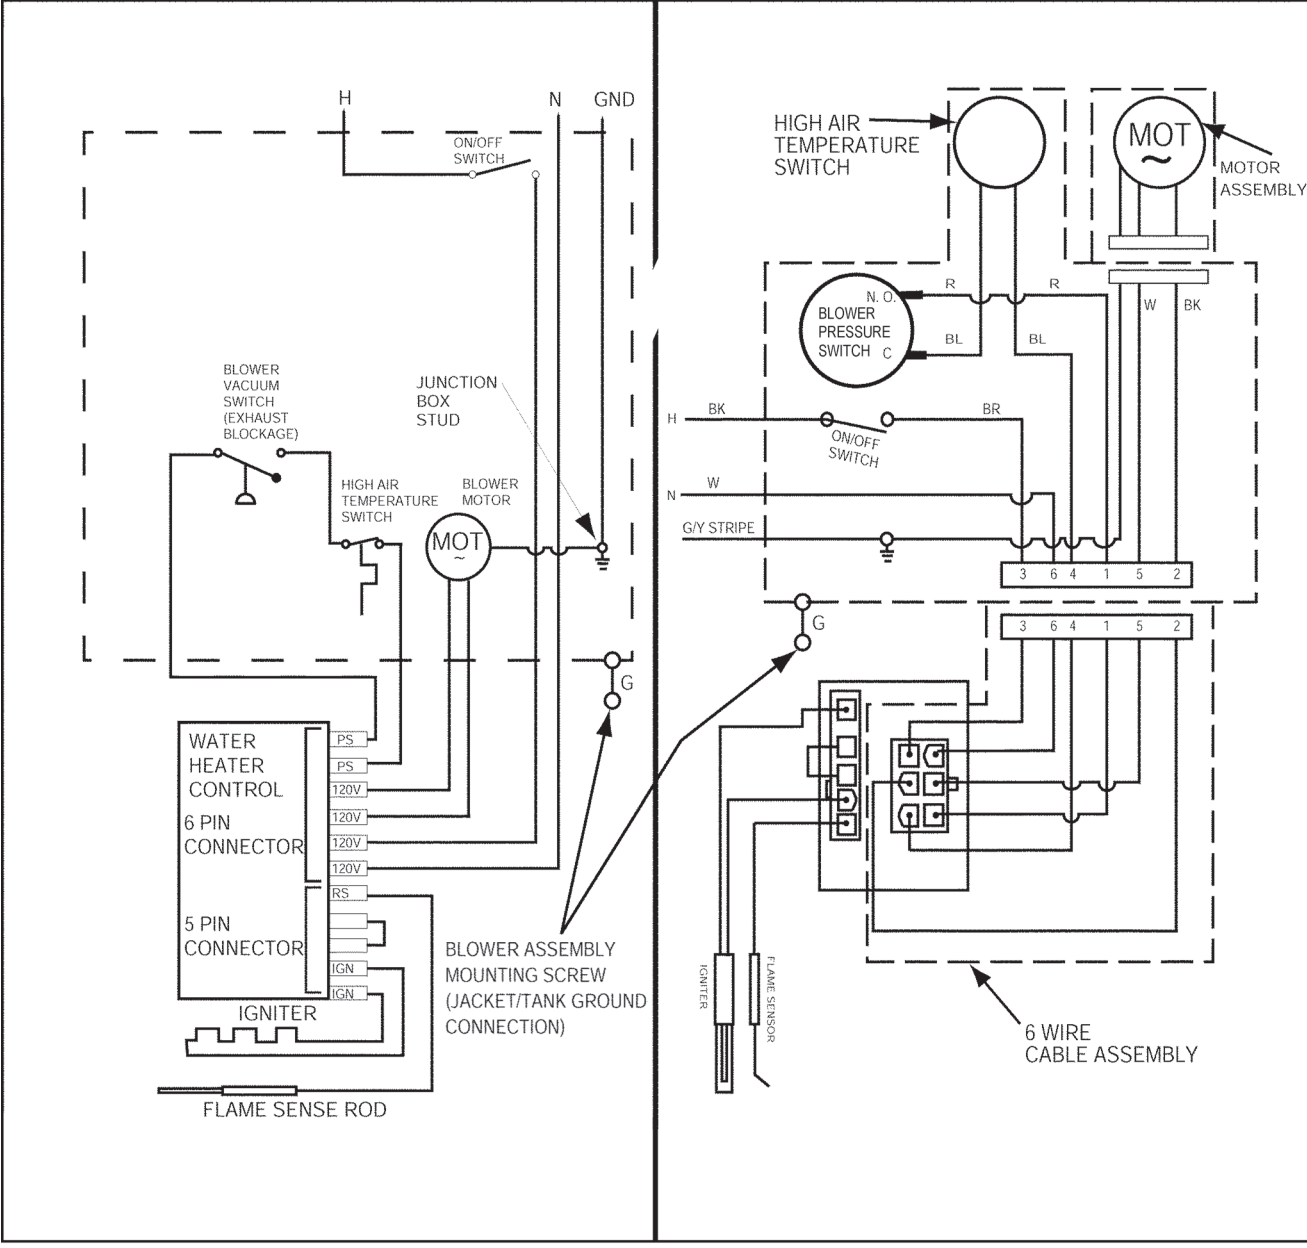 H
N
GND
ON/OFF
SWITCH
BLOWER
VACUUM
SWITCH
(EXHAUST
BLOCKAGE)
JUNCTION
BOX
STUD
HIGH AIR
TEMPERATURE
SWITCH
BLOWER
MOTOR
MOT
~
G
WATER
HEATER
CONTROL
6 PIN
CONNECTOR
5 PIN
CONNECTOR
PS
PS
120V
120V
120V
120V
RS
IGN
IGN
IGNITER
FLAME SENSE ROD
BLOWER ASSEMBLY
MOUNTING SCREW
(JACKET/TANK GROUND
CONNECTION)
HIGH AIR
TEMPERATURE
SWITCH
MOT
~
MOTOR
ASSEMBLY
N. O.
BLOWER
PRESSURE
SWITCH C
R
R
BL
BL
W
BK
H
BK
BR
ON/OFF
SWITCH
N
W
G/Y STRIPE
3 6 4 1 5 2
3 6 4 1 5 2
G
IGNITER
FLAME SENSOR
6 WIRE
CABLE ASSEMBLY